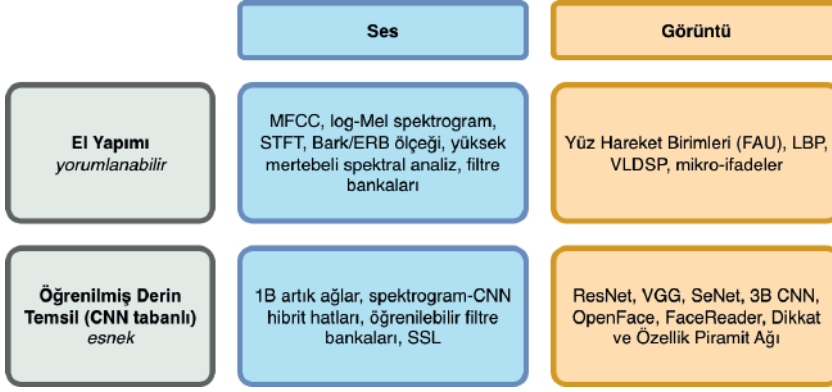 Ses
Görüntü
El Yapımı
yorumlanabilir
MFCC, log-Mel spektrogram,
STFT, Bark/ERB ölçeği, yüksek
mertebeli spektral analiz, filtre
bankaları
Yüz Hareket Birimleri (FAU), LBP,
VLDSP, mikro-ifadeler
Öğrenilmiş Derin
Temsil (CNN tabanlı)
esnek
1B artık ağlar, spektrogram-CNN
hibrit hatları, öğrenilebilir filtre
bankaları, SSL
ResNet, VGG, SeNet, 3B CNN,
OpenFace, FaceReader, Dikkat
ve Özellik Piramit Ağı